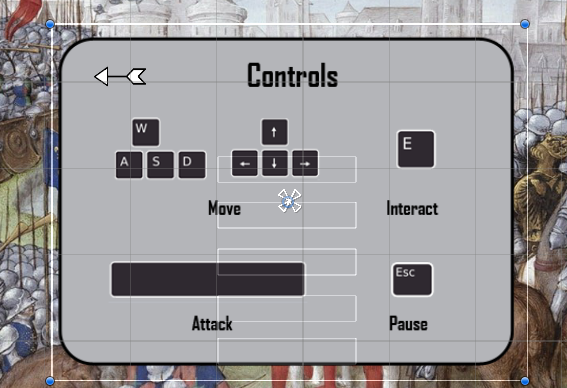 Controls
W
↑
A S D
← ↓ →
E
Move
Interact
Esc
Attack
Pause